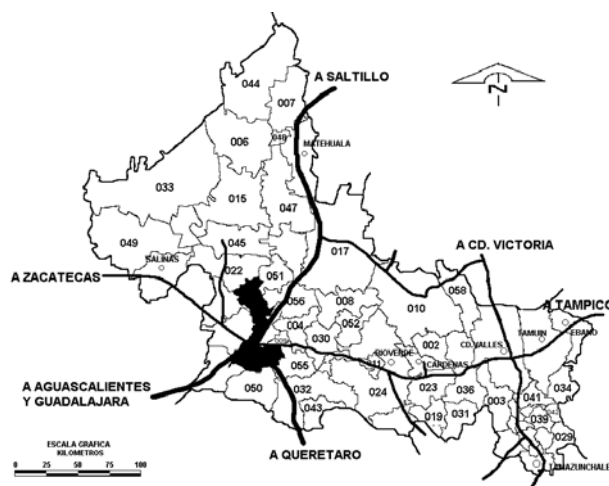 044
A SALTILLO
007
N
048
006
MATEHUALA
033
015
047
049
045
017
SALINAS
A CD. VICTORIA
A ZACATECAS
022
051
058
056
008
010
A TAMPICO
004
052
030
002
TAMUIN
EBANO
CD. VALLES
RIOVERDE
011
CARDENAS
055
A AGUASCALIENTES
Y GUADALAJARA
050
032
024
023
036
003
041
034
043
019
031
039
029
A QUERETARO
ESCALA GRAFICA
KILOMETROS
0 25 50 75 100
TAMAZUNCHALE